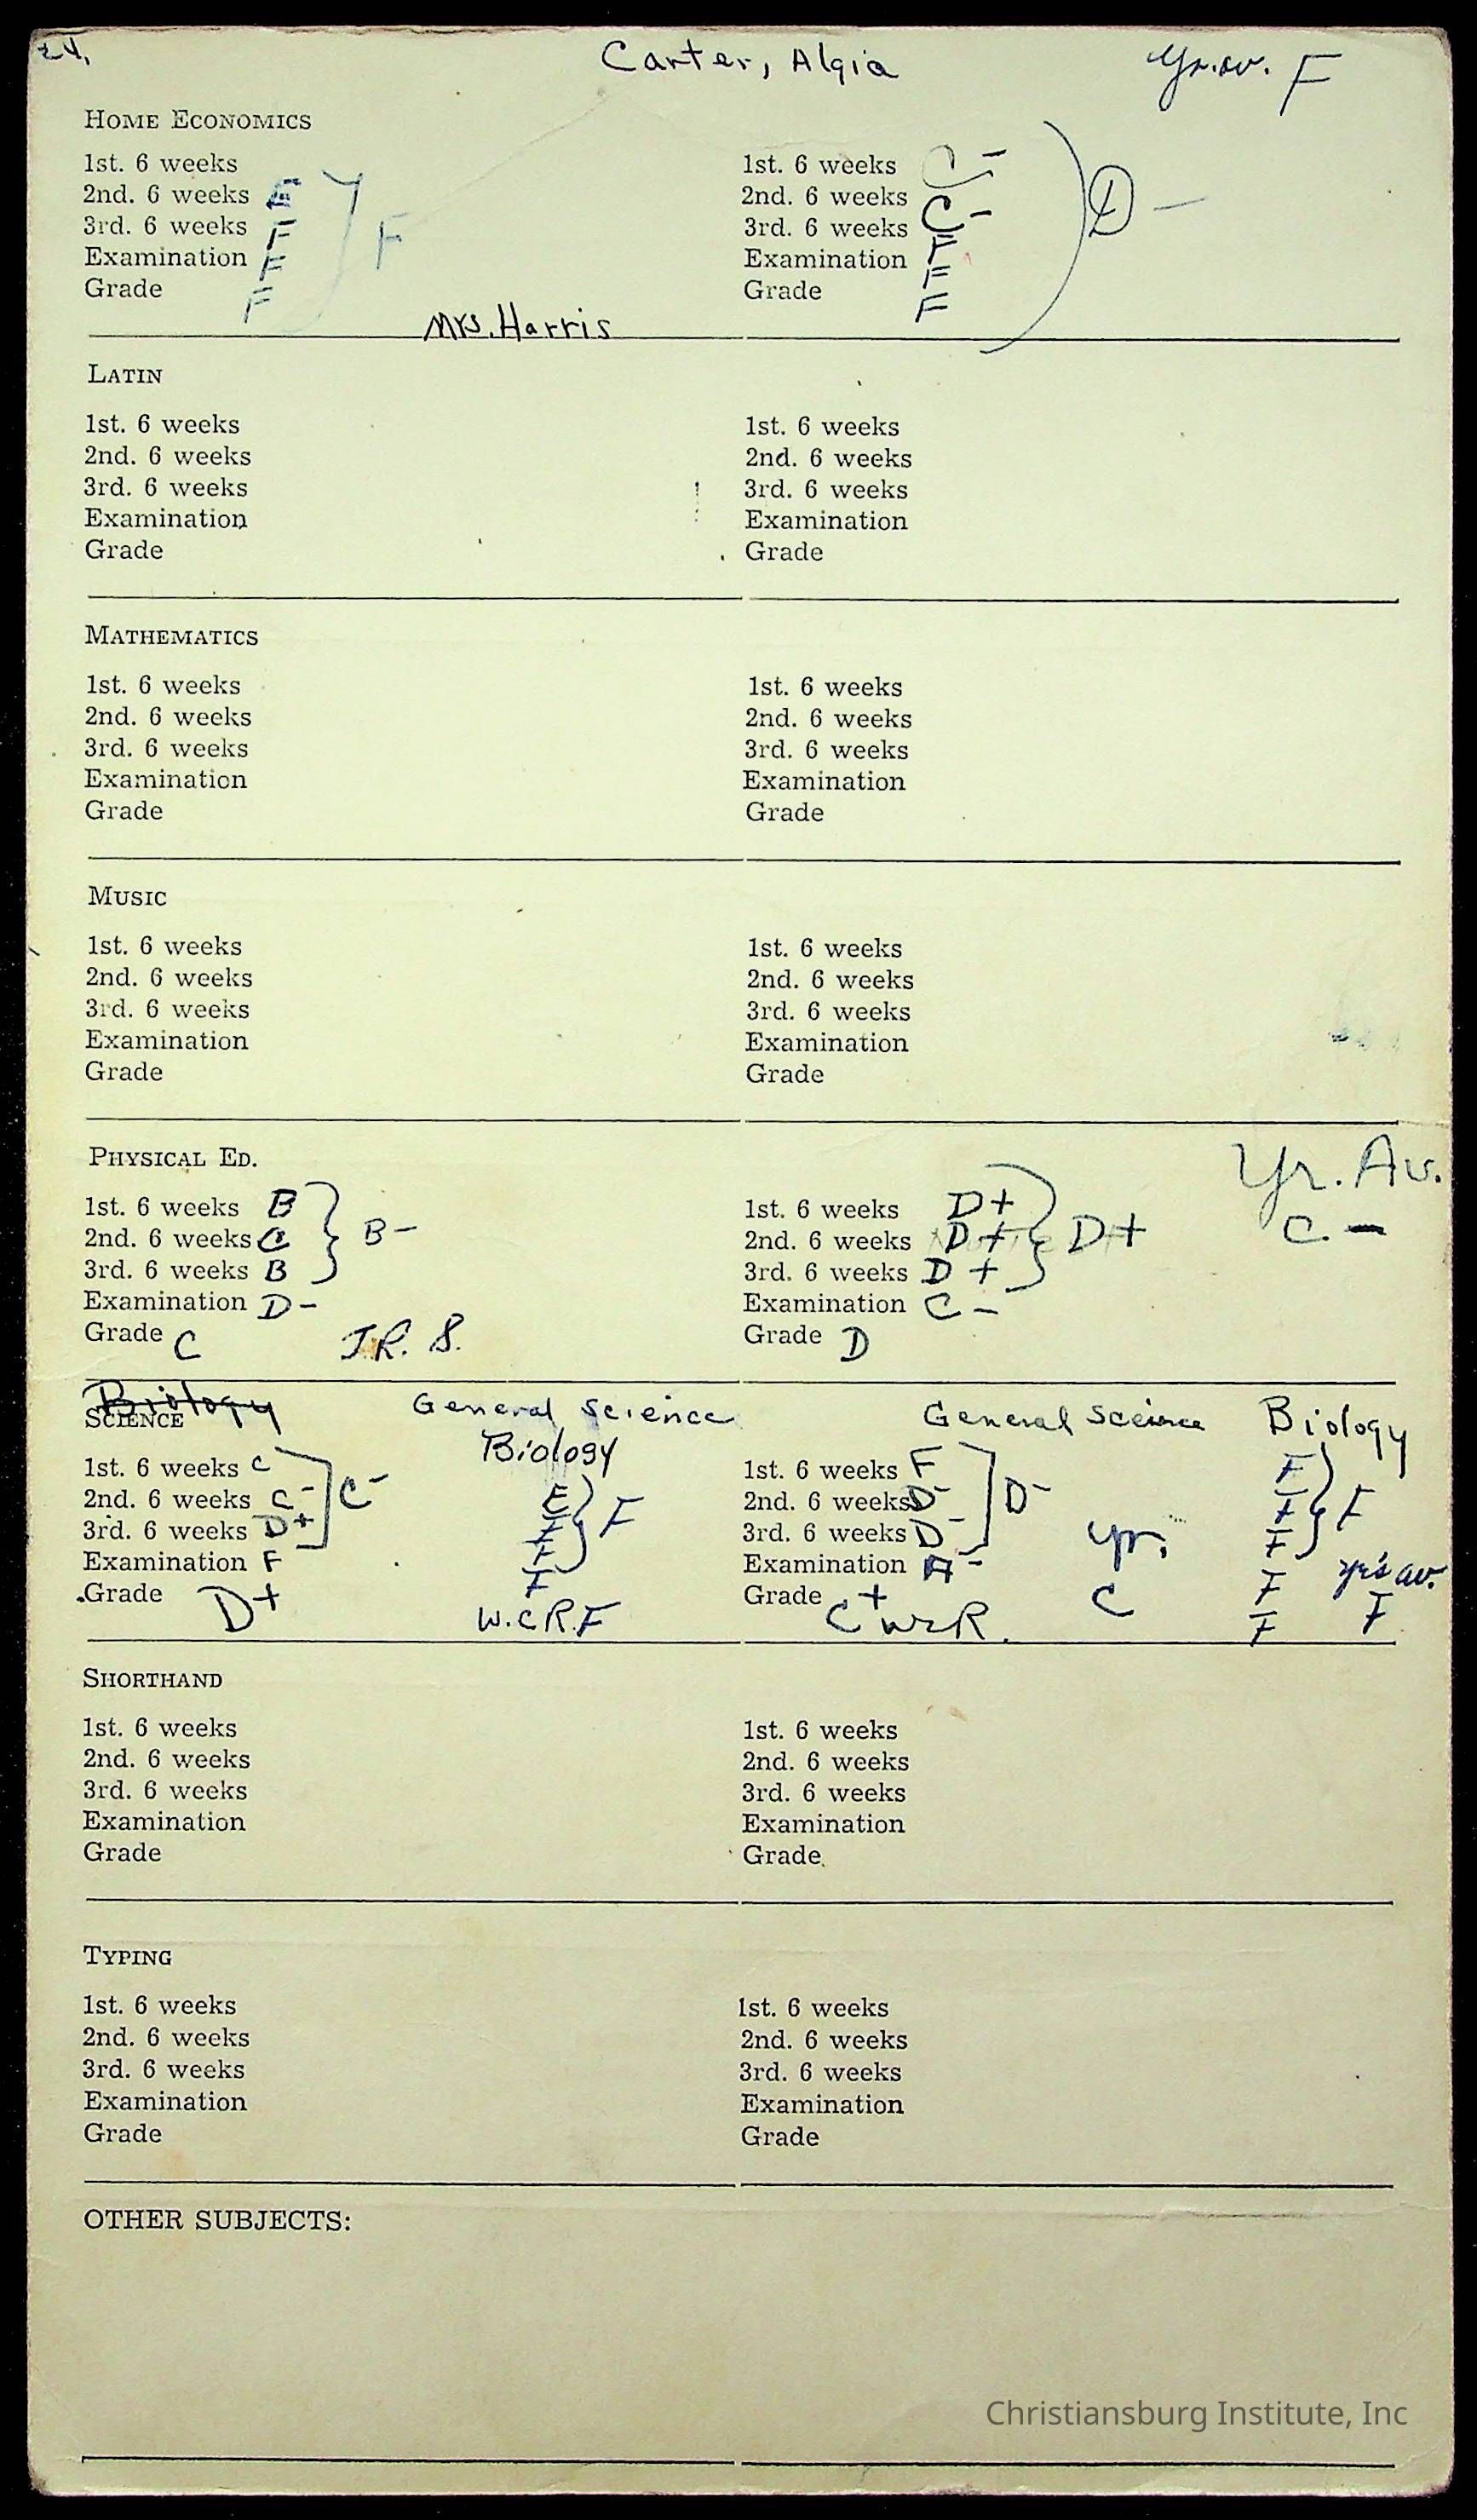 24.
Carter, Algia
Yr. av. F
HOME ECONOMICS
1st. 6 weeks
2nd. 6 weeks F
3rd. 6 weeks F
Examination F
Grade F
F
Mrs. Harris
1st. 6 weeks C-
2nd. 6 weeks C-
3rd. 6 weeks F
Examination F
Grade F
D-
LATIN
1st. 6 weeks
2nd. 6 weeks
3rd. 6 weeks
Examination
Grade
1st. 6 weeks
2nd. 6 weeks
3rd. 6 weeks
Examination
Grade
MATHEMATICS
1st. 6 weeks
2nd. 6 weeks
3rd. 6 weeks
Examination
Grade
1st. 6 weeks
2nd. 6 weeks
3rd. 6 weeks
Examination
Grade
MUSIC
1st. 6 weeks
2nd. 6 weeks
3rd. 6 weeks
Examination
Grade
1st. 6 weeks
2nd. 6 weeks
3rd. 6 weeks
Examination
Grade
PHYSICAL ED.
1st. 6 weeks B
2nd. 6 weeks C
3rd. 6 weeks B
B-
Examination D-
Grade C
J.R. S.
1st. 6 weeks D+
2nd. 6 weeks D+
3rd. 6 weeks D+
D+
Examination C-
Grade D
Yr. Av.
C-
Biology
SCIENCE
General Science
1st. 6 weeks C
2nd. 6 weeks C-
3rd. 6 weeks D+
C-
Examination F
Grade D+
Biology
F
F
F
F
F
W.C.R. F
General Science
1st. 6 weeks F
2nd. 6 weeks D-
3rd. 6 weeks D-
D-
Examination A-
Grade C+
WCR.
yr.
C
Biology
F
F
F
F
F
F
yr's av.
F
SHORTHAND
1st. 6 weeks
2nd. 6 weeks
3rd. 6 weeks
Examination
Grade
1st. 6 weeks
2nd. 6 weeks
3rd. 6 weeks
Examination
Grade
TYPING
1st. 6 weeks
2nd. 6 weeks
3rd. 6 weeks
Examination
Grade
1st. 6 weeks
2nd. 6 weeks
3rd. 6 weeks
Examination
Grade
OTHER SUBJECTS:
Christiansburg Institute, Inc